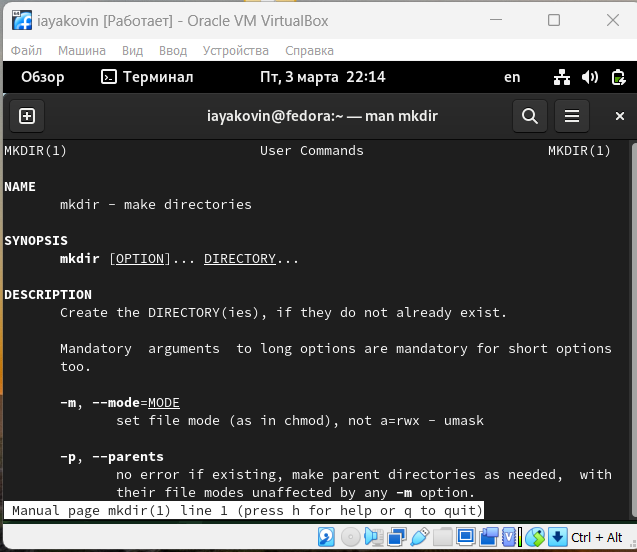 iayakovin [Работает] - Oracle VM VirtualBox
Файл Машина Вид Ввод Устройства Справка
Обзор Терминал Пт, 3 марта 22:14 en
iayakovin@fedora:~ — man mkdir
MKDIR(1) User Commands MKDIR(1)
NAME
mkdir - make directories
SYNOPSIS
mkdir [OPTION]... DIRECTORY...
DESCRIPTION
Create the DIRECTORY(ies), if they do not already exist.
Mandatory arguments to long options are mandatory for short options
too.
-m, --mode=MODE
set file mode (as in chmod), not a=rwx - umask
-p, --parents
no error if existing, make parent directories as needed, with
their file modes unaffected by any -m option.
Manual page mkdir(1) line 1 (press h for help or q to quit)
Ctrl + Alt